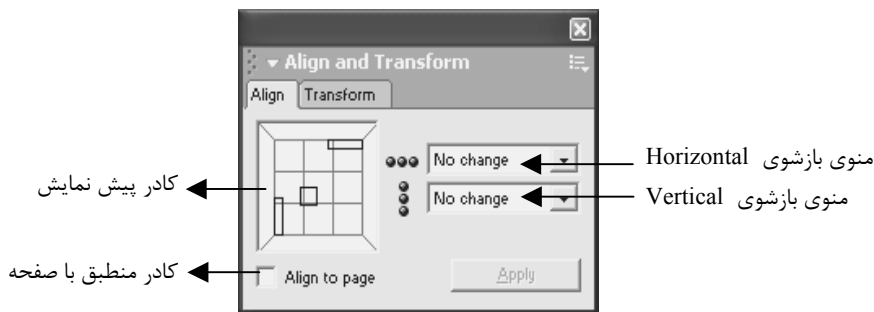 Align and Transform
Align Transform
No change
No change
Align to page
Apply
منوی بازشوی Horizontal
منوی بازشوی Vertical
کادر پیش نمایش
کادر منطبق با صفحه